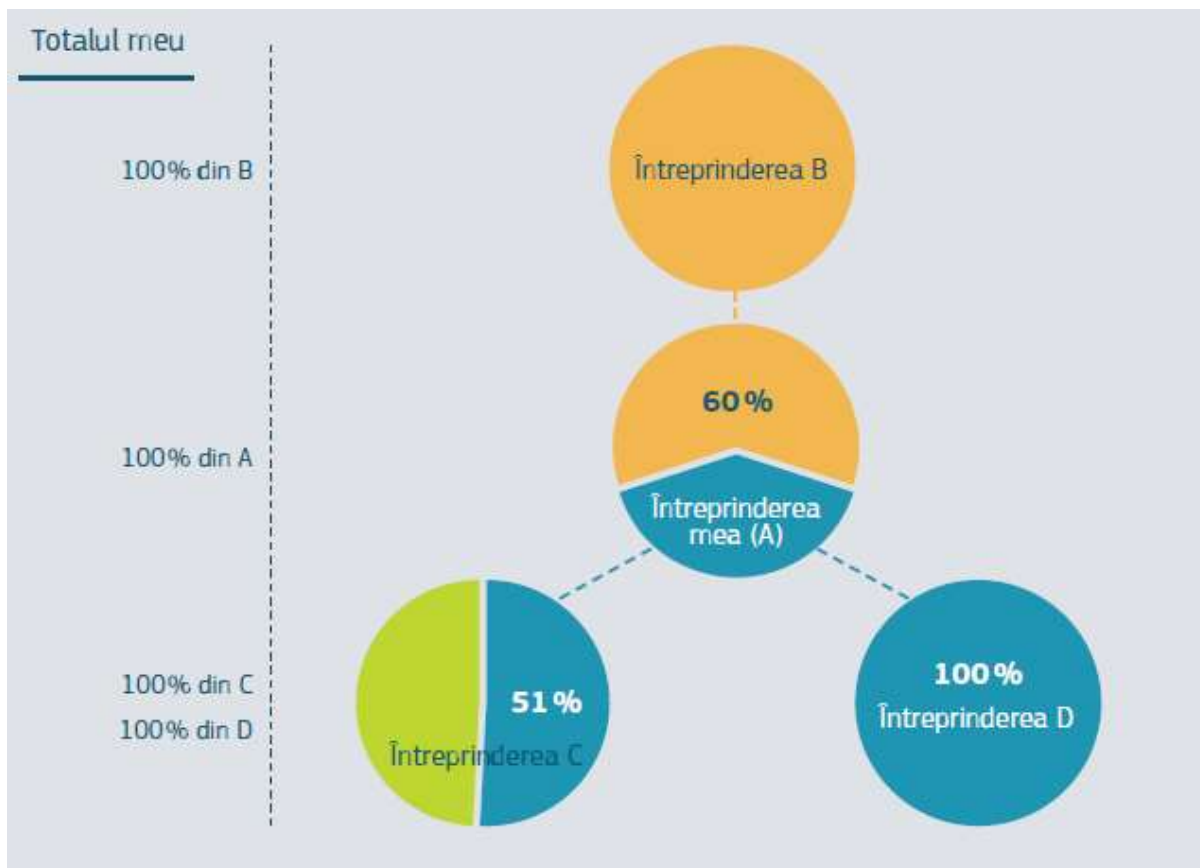 Totalul meu
100% din B
Întreprinderea B
60%
100% din A
Întreprinderea
mea (A)
100% din C
100% din D
51%
Întreprinderea C
100%
Întreprinderea D